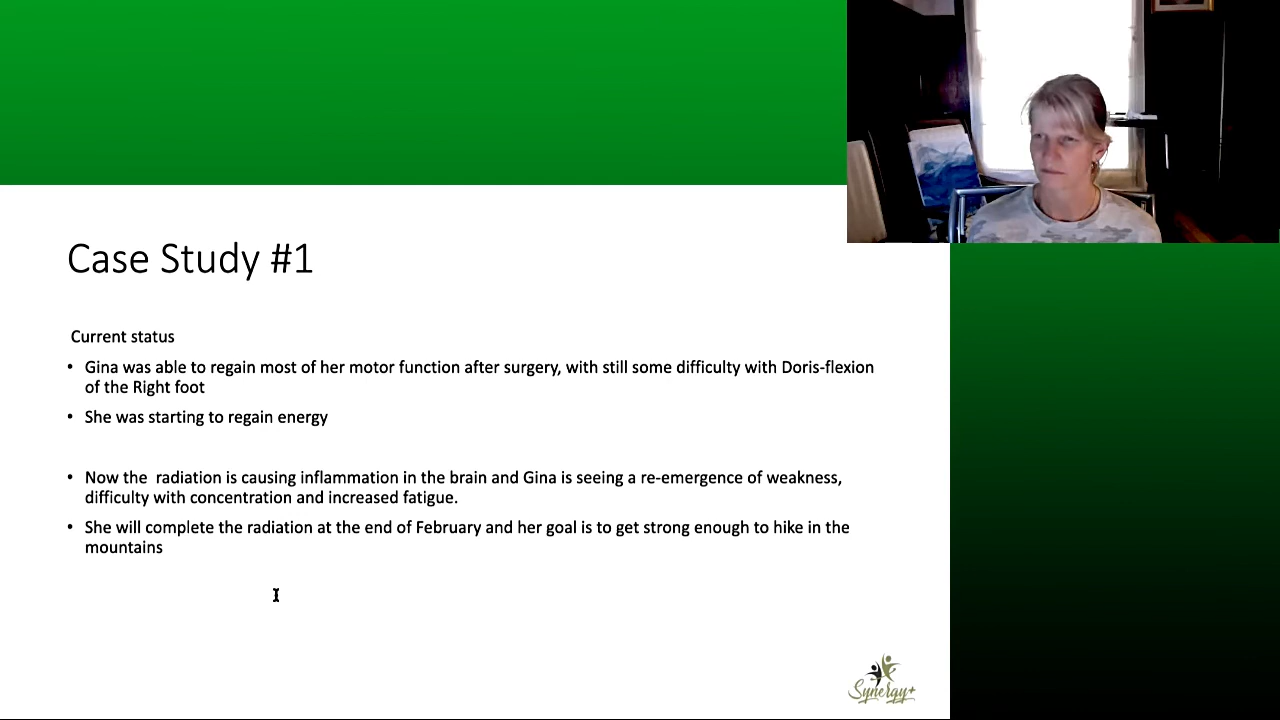 Case Study #1
Current status
• Gina was able to regain most of her motor function after surgery, with still some difficulty with Doris-flexion
of the Right foot
• She was starting to regain energy
• Now the  radiation is causing inflammation in the brain and Gina is seeing a re-emergence of weakness,
difficulty with concentration and increased fatigue.
• She will complete the radiation at the end of February and her goal is to get strong enough to hike in the
mountains
Synergy+